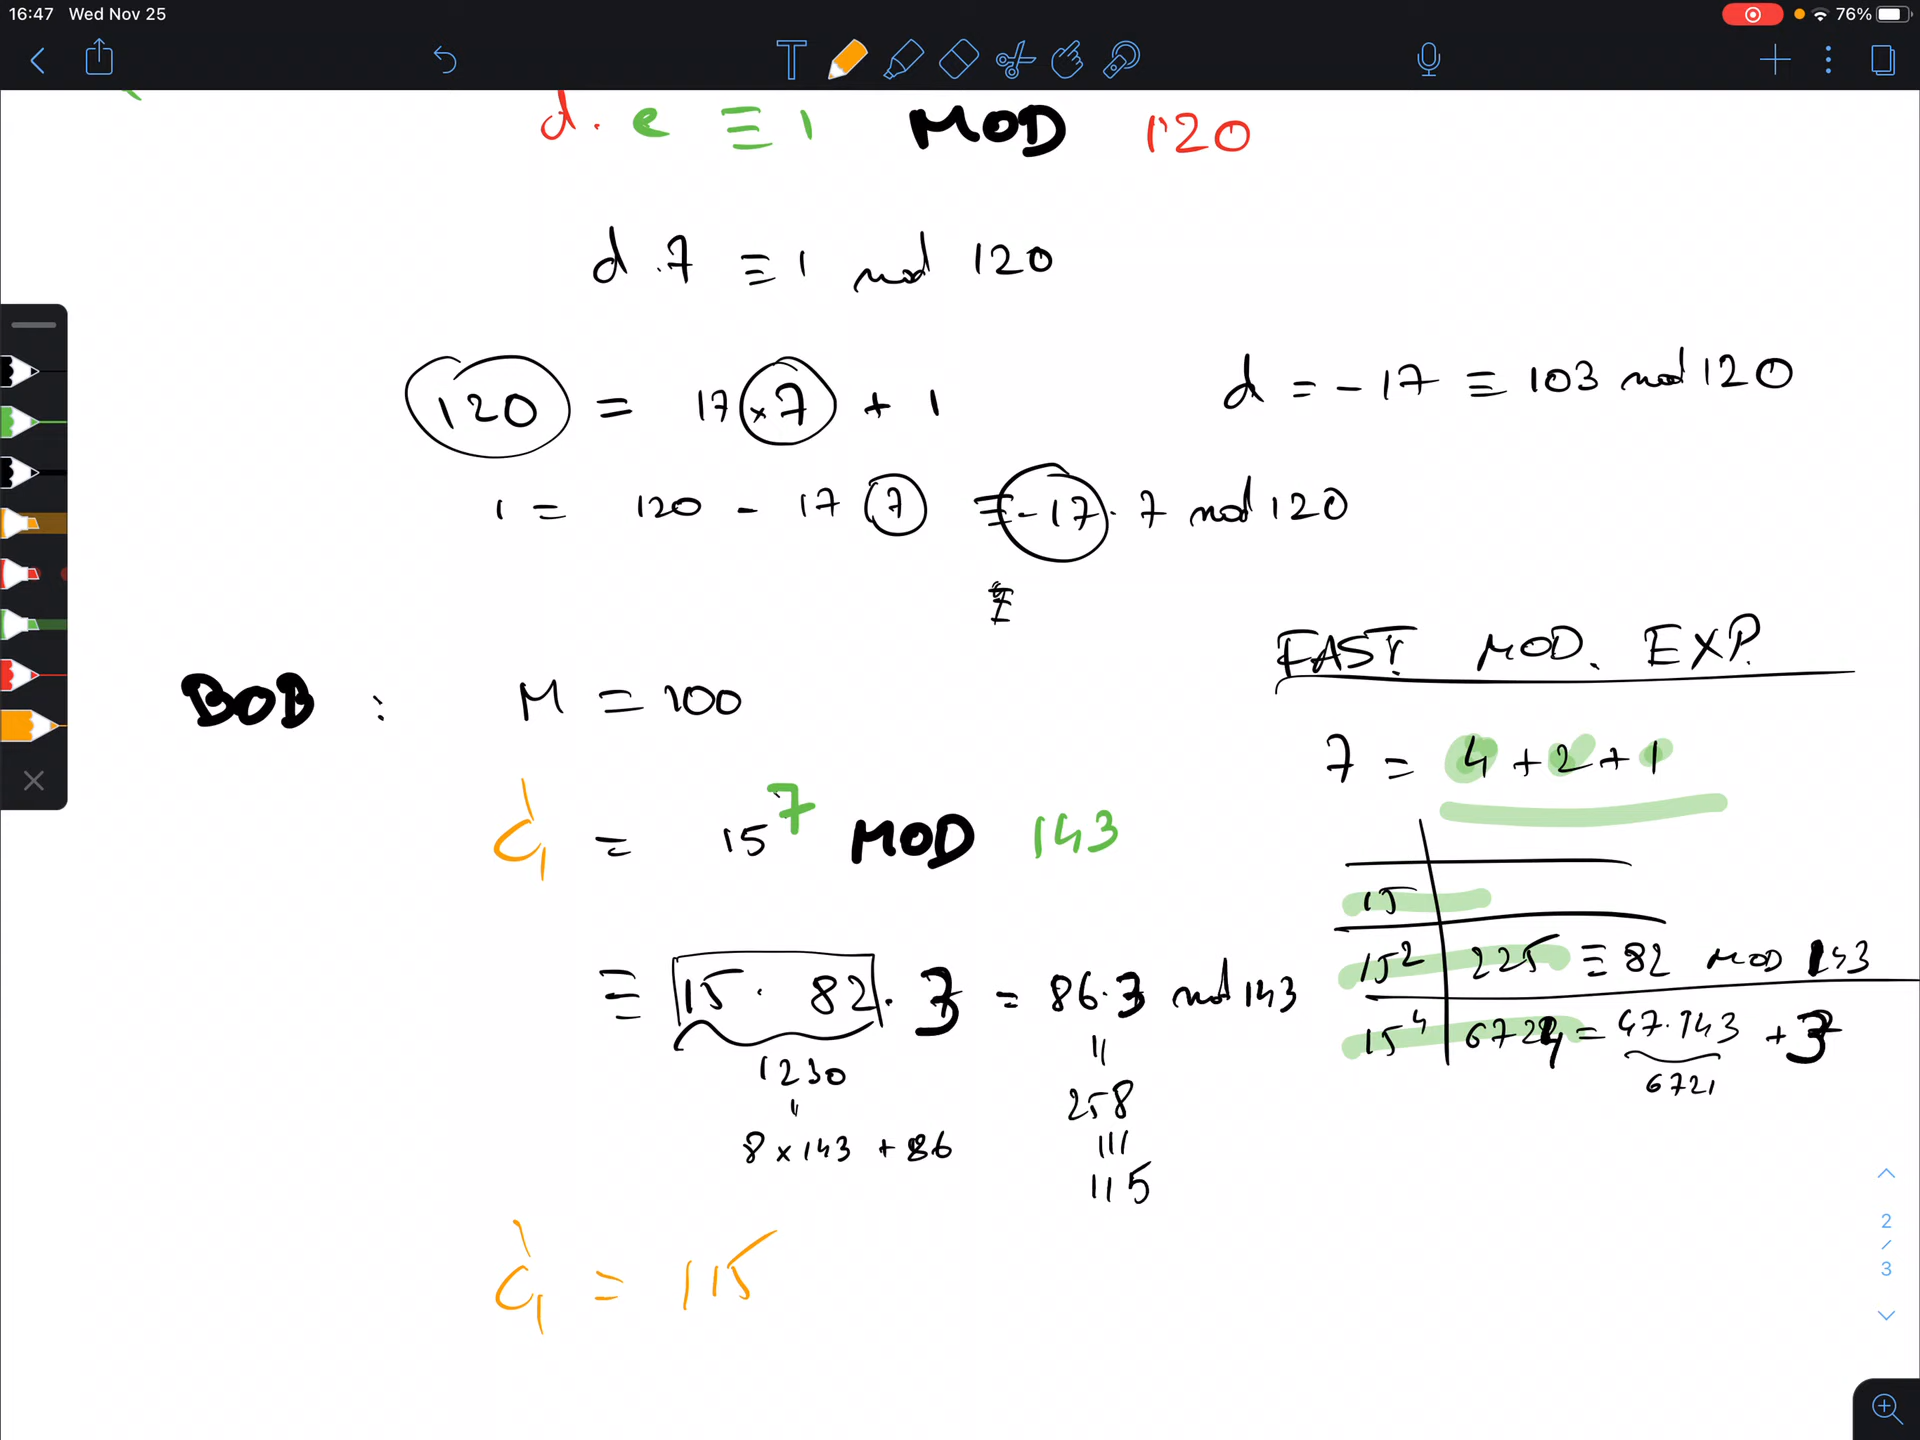 16:47 Wed Nov 25 76%
d. e ≡ 1 MOD 120
d .7 ≡ 1 mod 120
120 = 17 × 7 + 1
d = -17 ≡ 103 mod 120
1 = 120 - 17 7 ≡ -17 . 7 mod 120
FAST MOD. EXP.
BOB : M = 100
7 = 4 + 2 + 1
C1 = 15^7 MOD 143
15
15^2 225 ≡ 82 MOD 143
≡ 15 . 82 . 3 = 86.3 mod 143
15^4 6724 = 47.143 + 3
6721
1230
"
8 × 143 + 86
"
258
|||
115
C1 = 115
2 / 3